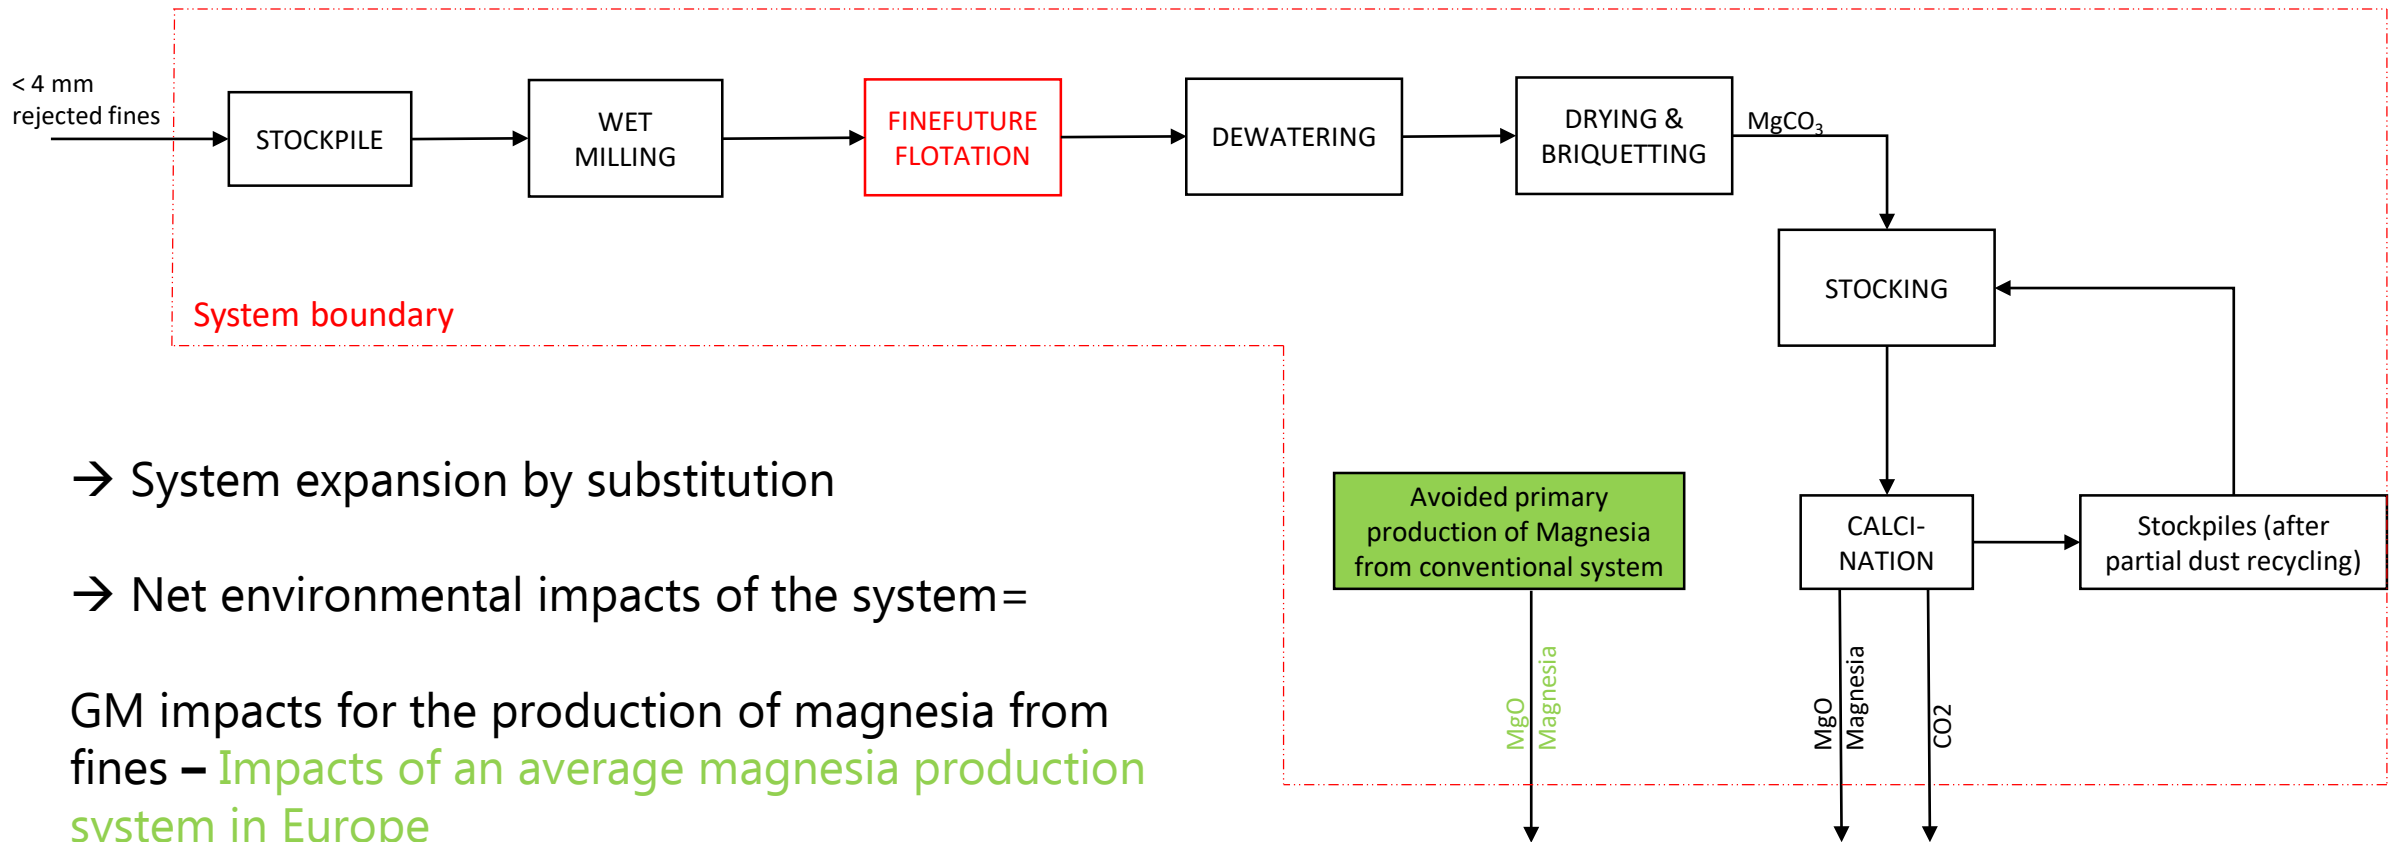 < 4 mm
rejected fines
STOCKPILE
WET
MILLING
FINEFUTURE
FLOTATION
DEWATERING
DRYING &
BRIQUETTING
MgCO₃
STOCKING
System boundary
→ System expansion by substitution
→ Net environmental impacts of the system=
GM impacts for the production of magnesia from
fines – Impacts of an average magnesia production
system in Europe
Avoided primary
production of Magnesia
from conventional system
CALCI-
NATION
Stockpiles (after
partial dust recycling)
MgO
Magnesia
MgO
Magnesia
CO2